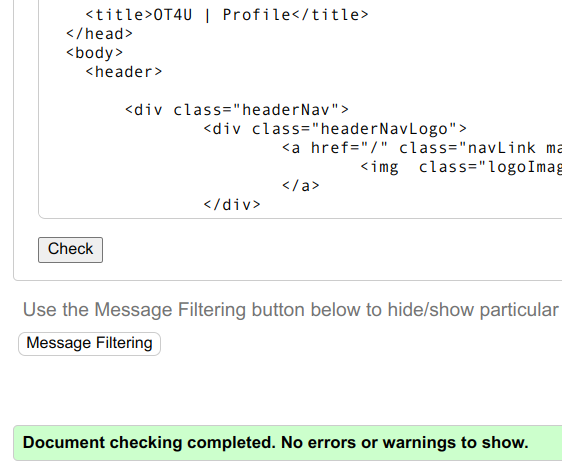 <title>OT4U | Profile</title>
</head>
<body>
<header>
<div class="headerNav">
<div class="headerNavLogo">
<a href="/" class="navLink ma
<img  class="logoImag
</a>
</div>
Check
Use the Message Filtering button below to hide/show particular
Message Filtering
Document checking completed. No errors or warnings to show.